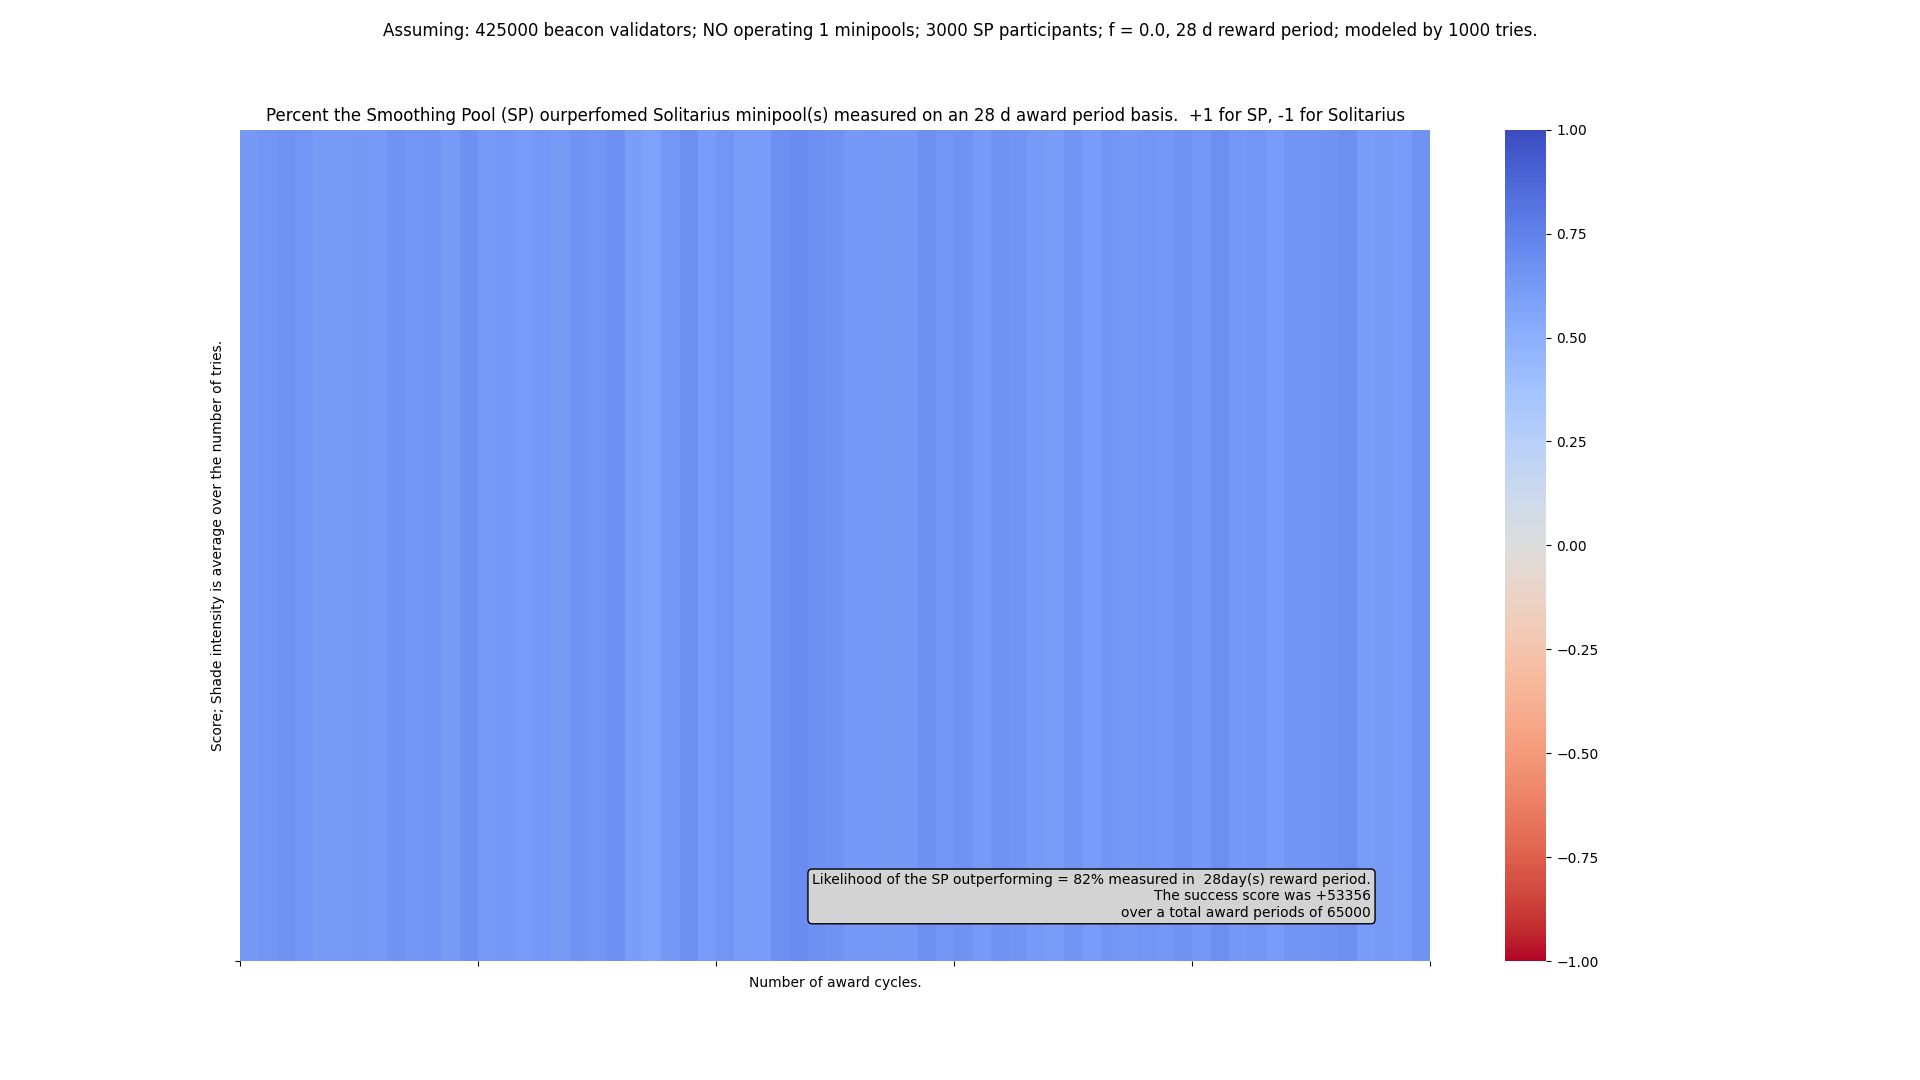 Assuming: 425000 beacon validators; NO operating 1 minipools; 3000 SP participants; f = 0.0, 28 d reward period; modeled by 1000 tries.
Percent the Smoothing Pool (SP) ourperfomed Solitarius minipool(s) measured on an 28 d award period basis.  +1 for SP, -1 for Solitarius
Score; Shade intensity is average over the number of tries.
1.00
0.75
0.50
0.25
0.00
−0.25
−0.50
−0.75
−1.00
Likelihood of the SP outperforming = 82% measured in  28day(s) reward period.
The success score was +53356
over a total award periods of 65000
Number of award cycles.